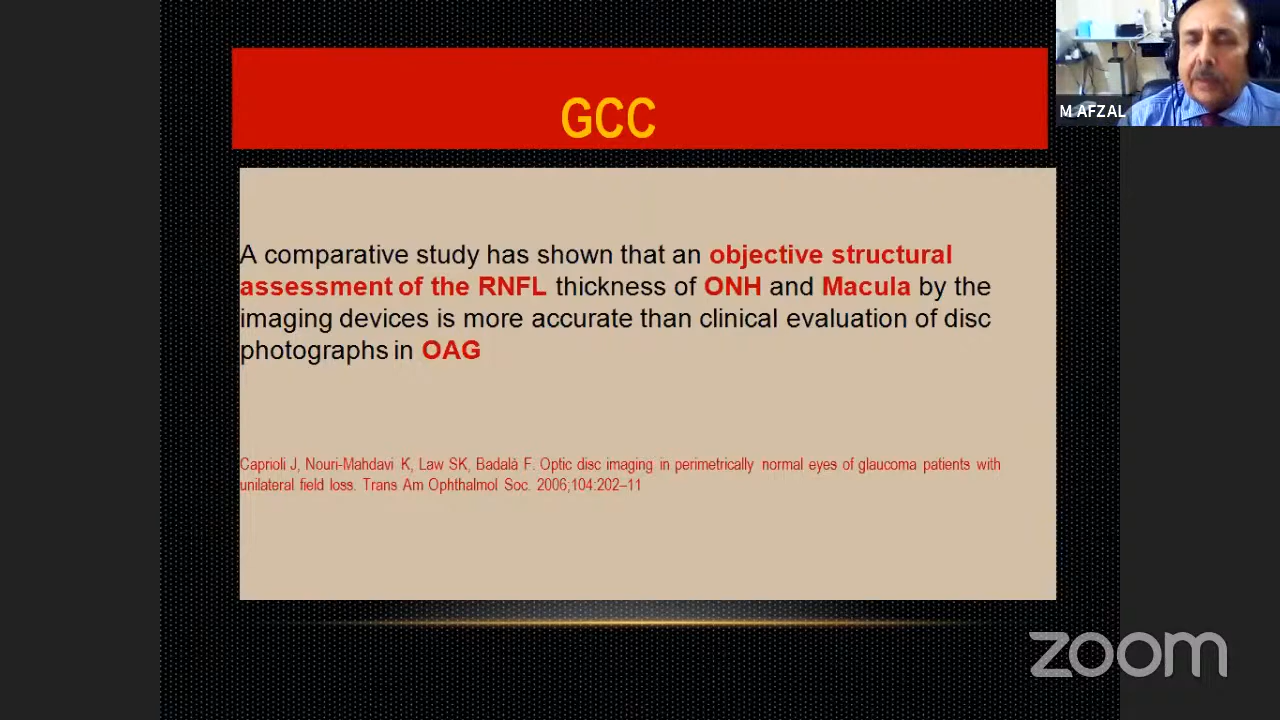 GCC
M AFZAL
A comparative study has shown that an objective structural
assessment of the RNFL thickness of ONH and Macula by the
imaging devices is more accurate than clinical evaluation of disc
photographs in OAG
Caprioli J, Nouri-Mahdavi K, Law SK, Badalà F. Optic disc imaging in perimetrically normal eyes of glaucoma patients with
unilateral field loss. Trans Am Ophthalmol Soc. 2006;104:202–11
zoom